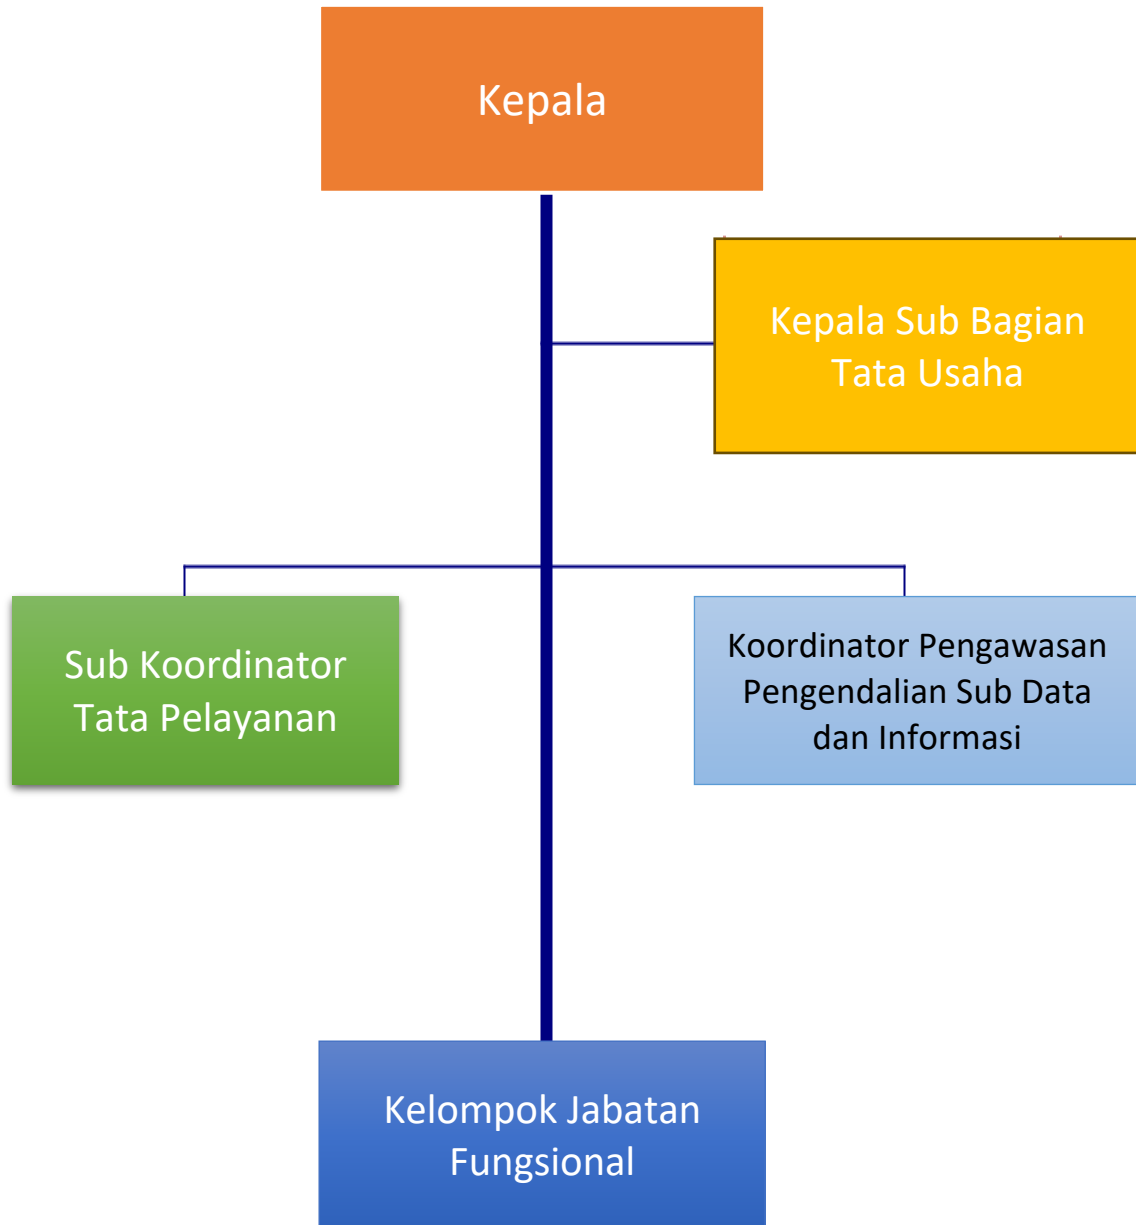 Kepala
Kepala Sub Bagian
Tata Usaha
Sub Koordinator
Tata Pelayanan
Koordinator Pengawasan
Pengendalian Sub Data
dan Informasi
Kelompok Jabatan
Fungsional